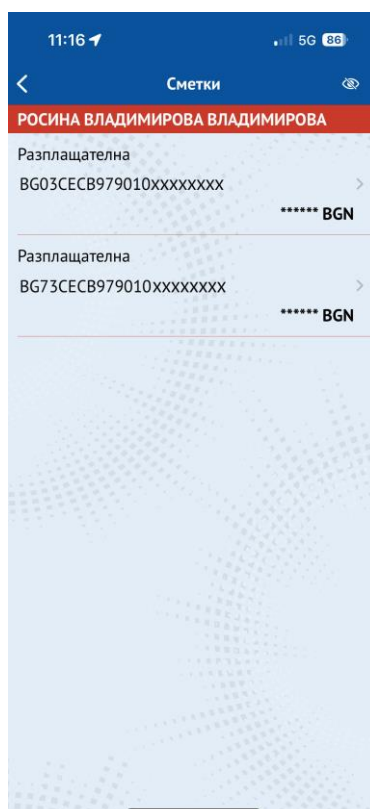 11:16
5G 86
Сметки
РОСИНА ВЛАДИМИРОВА ВЛАДИМИРОВА
Разплащателна
BG03CECB979010xxxxxxxx
****** BGN
Разплащателна
BG73CECB979010xxxxxxxx
****** BGN